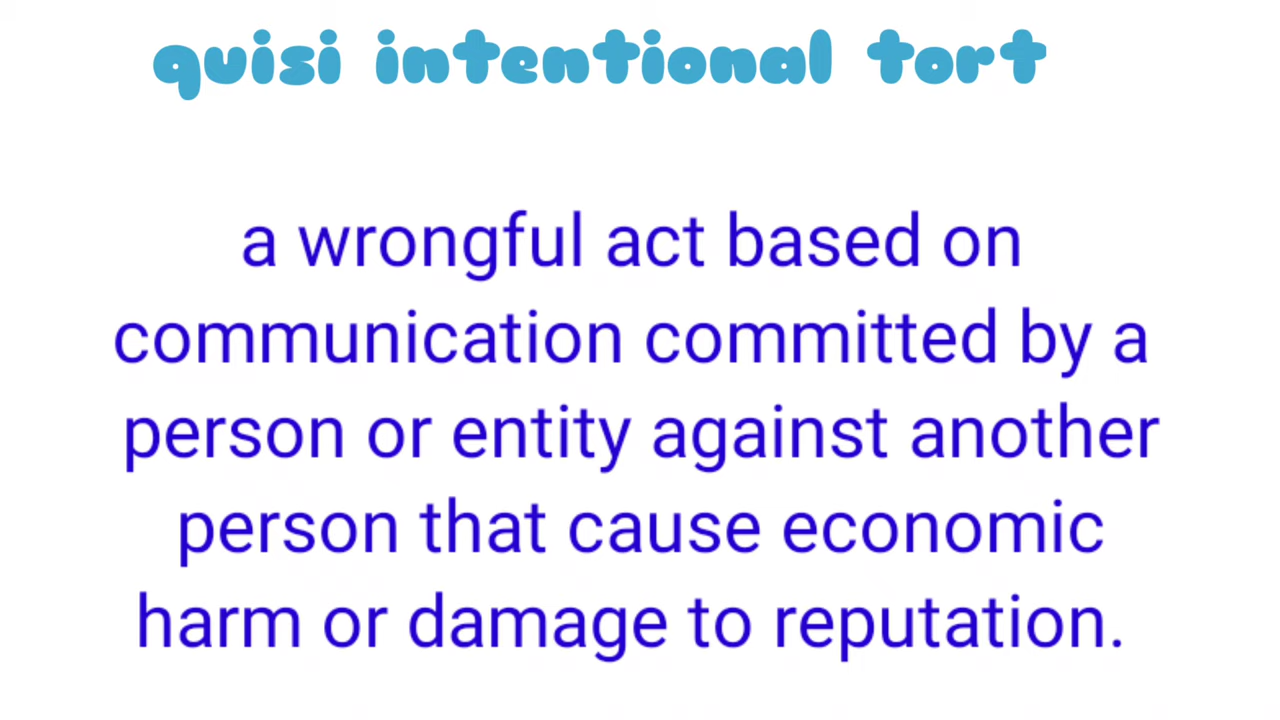 quisi intentional tort
a wrongful act based on
communication committed by a
person or entity against another
person that cause economic
harm or damage to reputation.